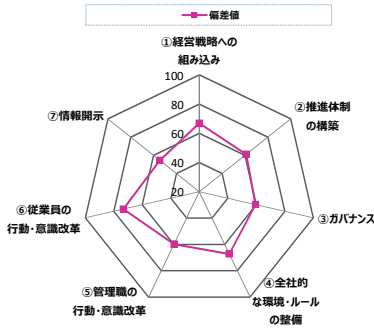 偏差値
①経営戦略への
組み込み
②推進体制
の構築
③ガバナンス
④全社的
な環境・ルール
の整備
⑤管理職の
行動・意識改革
⑥従業員の
行動・意識改革
⑦情報開示
100
80
60
40
20